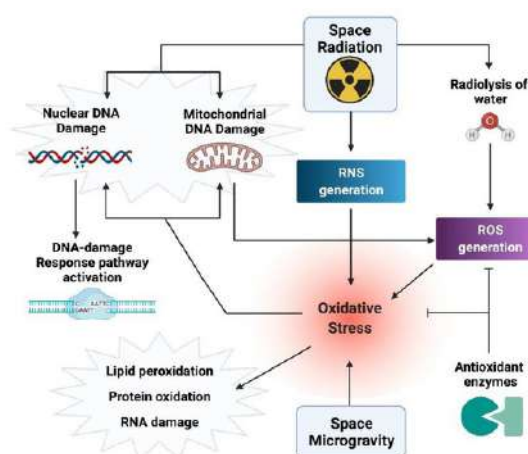 Space
Radiation
Nuclear DNA
Damage
Mitochondrial
DNA Damage
Radiolysis of
water
O
H
H
RNS
generation
ROS
generation
DNA-damage
Response pathway
activation
Oxidative
Stress
Lipid peroxidation
Protein oxidation
RNA damage
Space
Microgravity
Antioxidant
enzymes